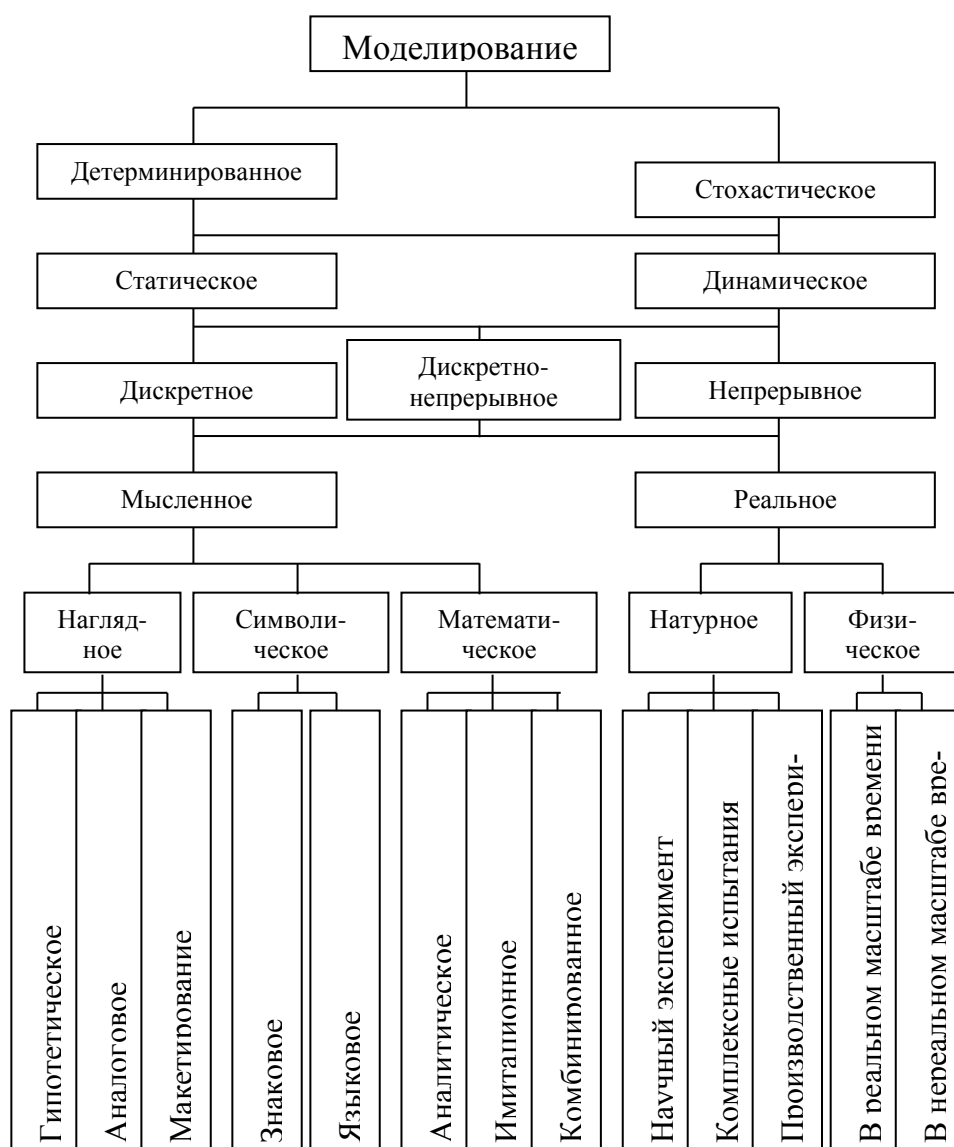 Моделирование
Детерминированное
Стохастическое
Статическое
Динамическое
Дискретное
Дискретно-
непрерывное
Непрерывное
Мысленное
Реальное
Нагляд-
ное
Символи-
ческое
Математи-
ческое
Натурное
Физи-
ческое
Гипотетическое
Аналоговое
Макетирование
Знаковое
Языковое
Аналитическое
Имитационное
Комбинированное
Научный эксперимент
Комплексные испытания
Производственный экспери-
В реальном масштабе времени
В нереальном масштабе вре-